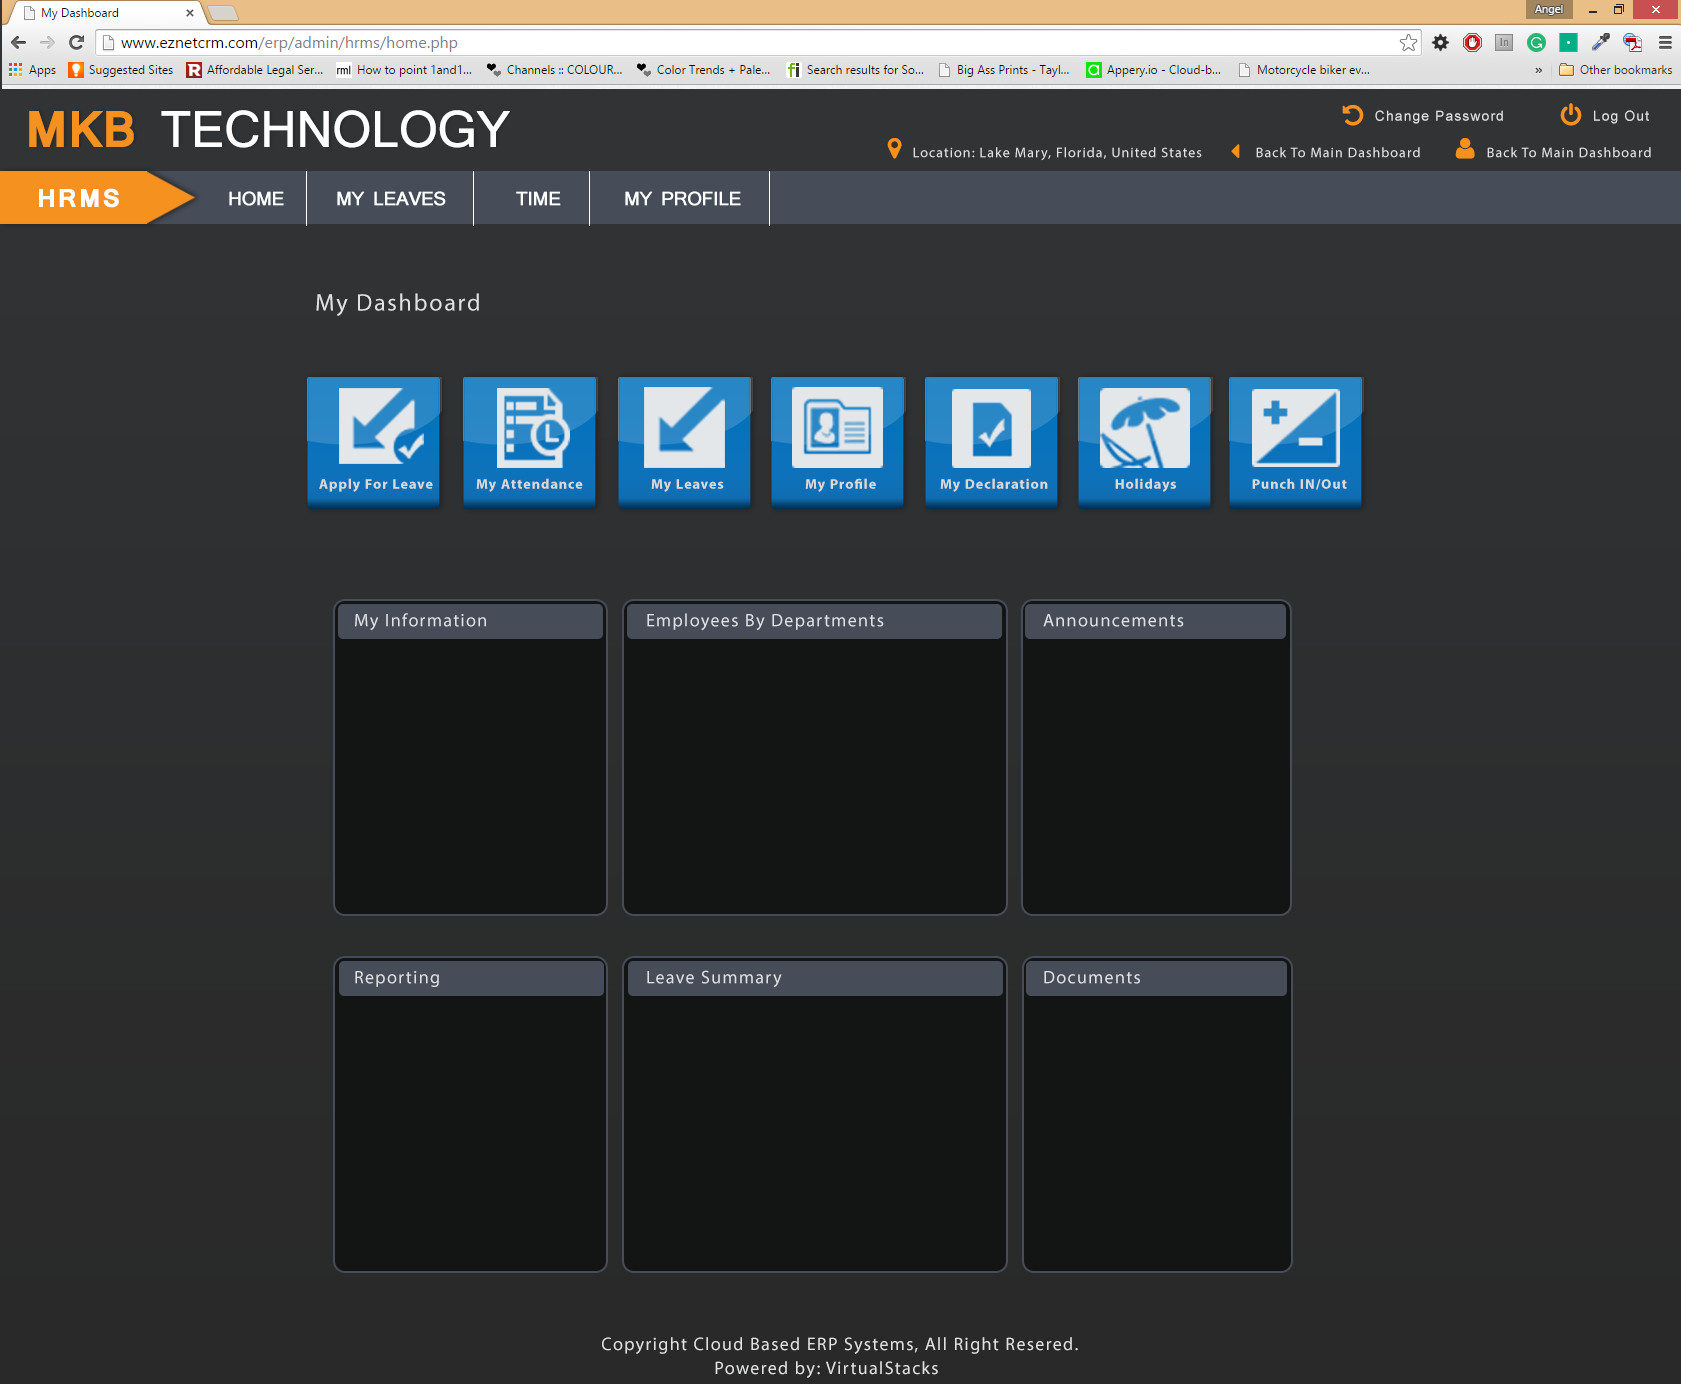 My Dashboard
Angel
www.eznetcrm.com/erp/admin/hrms/home.php
Apps Suggested Sites Affordable Legal Ser... rml How to point 1and1... Channels :: COLOUR... Color Trends + Pale... Search results for So... Big Ass Prints - Tayl... Appery.io - Cloud-b... Motorcycle biker ev... » Other bookmarks
MKB TECHNOLOGY
Change Password Log Out
Location: Lake Mary, Florida, United States Back To Main Dashboard Back To Main Dashboard
HRMS HOME MY LEAVES TIME MY PROFILE
My Dashboard
Apply For Leave My Attendance My Leaves My Profile My Declaration Holidays Punch IN/Out
My Information Employees By Departments Announcements
Reporting Leave Summary Documents
Copyright Cloud Based ERP Systems, All Right Resered.
Powered by: VirtualStacks